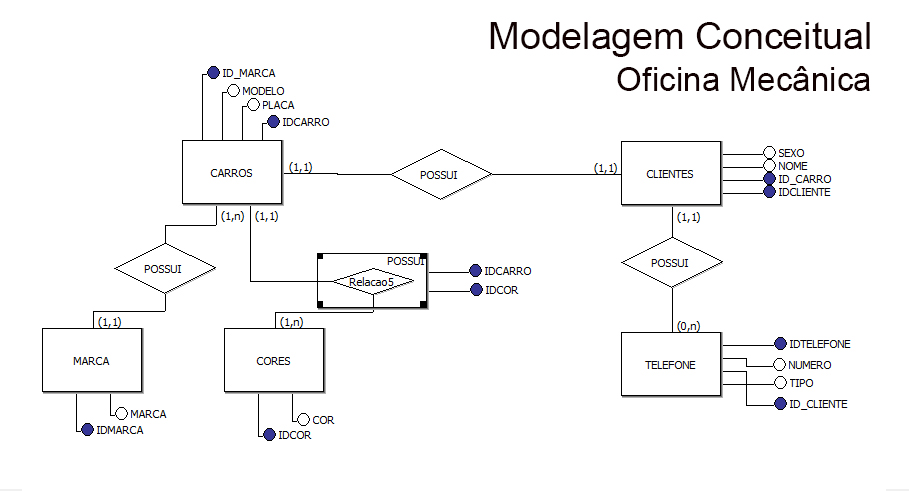 Modelagem Conceitual
Oficina Mecânica
ID_MARCA
MODELO
PLACA
IDCARRO
CARROS
(1,1)
POSSUI
(1,1)
CLIENTES
SEXO
NOME
ID_CARRO
IDCLIENTE
(1,n)
(1,1)
(1,1)
POSSUI
POSSUI
Relacao5
IDCARRO
IDCOR
POSSUI
(1,1)
(1,n)
(0,n)
MARCA
CORES
TELEFONE
IDTELEFONE
NUMERO
TIPO
ID_CLIENTE
MARCA
IDMARCA
COR
IDCOR